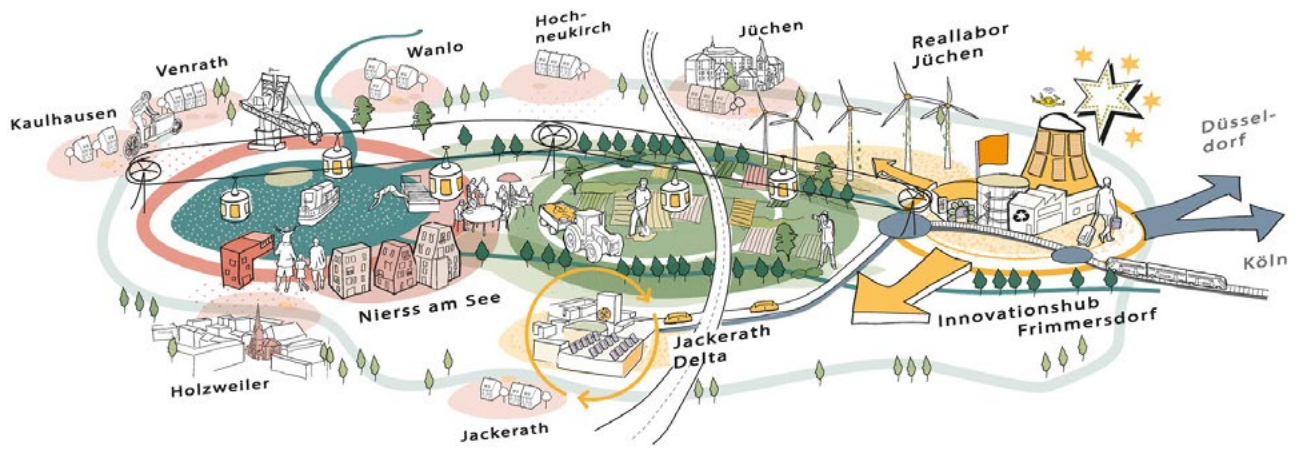 Hoch-
neukirch
Jüchen
Reallabor
Jüchen
Wanlo
Venrath
Kaulhausen
Düssel-
dorf
Köln
Nierss am See
Innovationshub
Frimmersdorf
Jackerath
Delta
Holzweiler
Jackerath